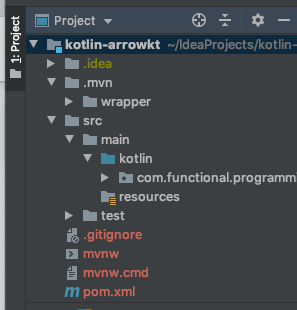 1: Project
Project
kotlin-arrowkt ~/IdeaProjects/kotlin-
.idea
.mvn
wrapper
src
main
kotlin
com.functional.programm
resources
test
.gitignore
mvnw
mvnw.cmd
pom.xml